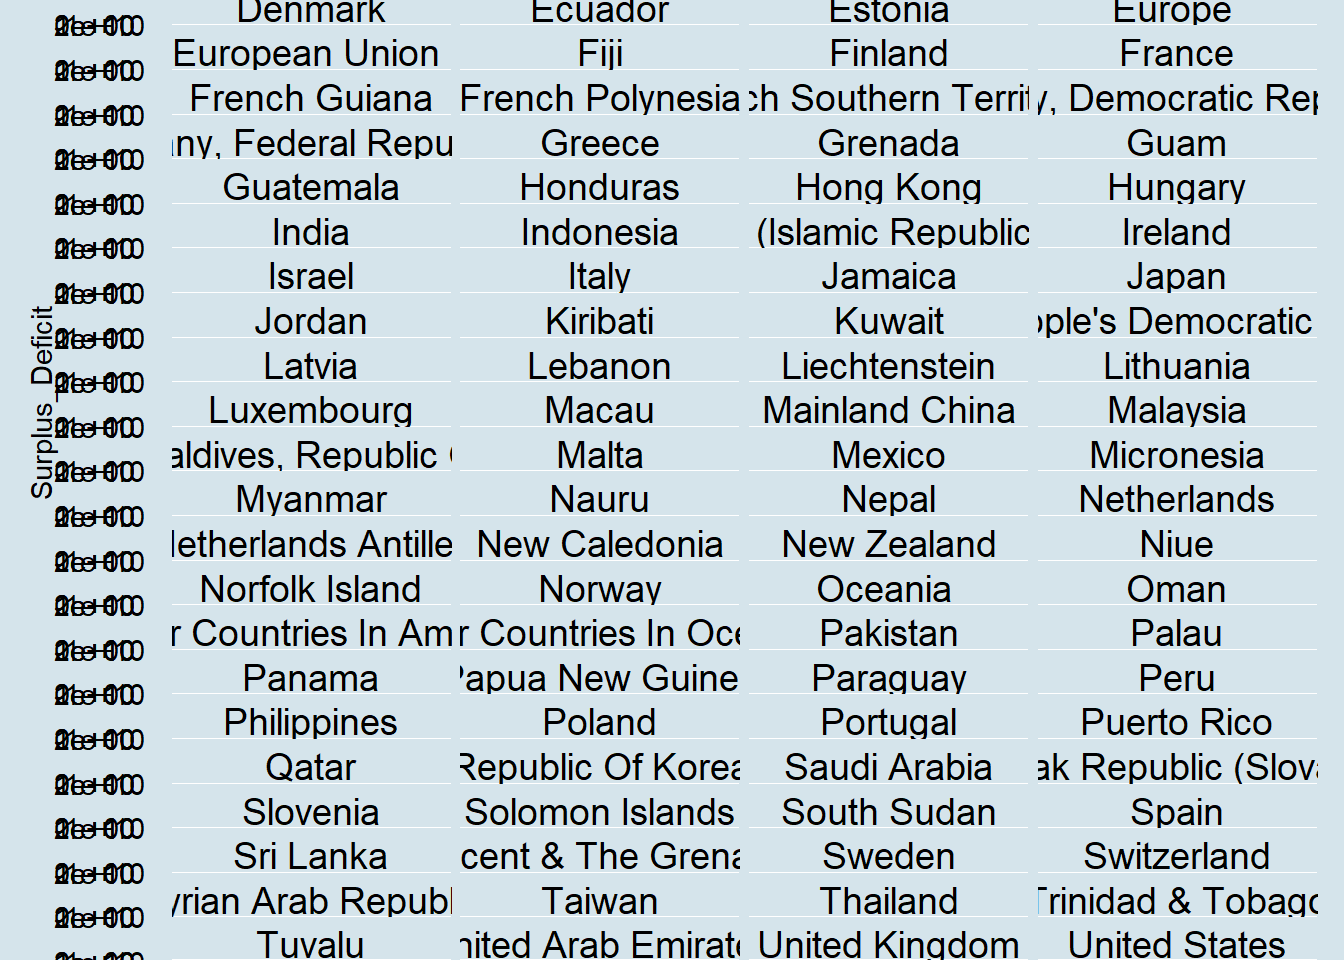 Denmark Ecuador Estonia Europe
European Union Fiji Finland France
French Guiana French Polynesia ch Southern Territ y, Democratic Rep
any, Federal Repu Greece Grenada Guam
Guatemala Honduras Hong Kong Hungary
India Indonesia (Islamic Republic Ireland
Israel Italy Jamaica Japan
Jordan Kiribati Kuwait ople's Democratic
Latvia Lebanon Liechtenstein Lithuania
Luxembourg Macau Mainland China Malaysia
aldives, Republic Malta Mexico Micronesia
Myanmar Nauru Nepal Netherlands
Netherlands Antille New Caledonia New Zealand Niue
Norfolk Island Norway Oceania Oman
r Countries In Am r Countries In Oce Pakistan Palau
Panama Papua New Guine Paraguay Peru
Philippines Poland Portugal Puerto Rico
Qatar Republic Of Korea Saudi Arabia ak Republic (Slova
Slovenia Solomon Islands South Sudan Spain
Sri Lanka cent & The Grena Sweden Switzerland
yrian Arab Republ Taiwan Thailand Trinidad & Tobago
Tuvalu nited Arab Emirate United Kingdom United States
Surplus_Deficit